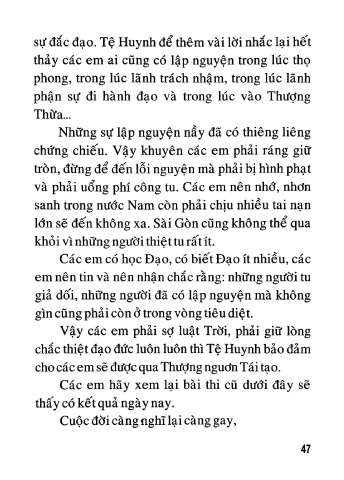 sự đắc đạo. Tệ Huynh để thêm vài lời nhắc lại hết
thảy các em ai cũng có lập nguyện trong lúc thọ
phong, trong lúc lãnh trách nhậm, trong lúc lãnh
phận sự đi hành đạo và trong lúc vào Thượng
Thừa...
Những sự lập nguyện nầy đã có thiêng liêng
chứng chiếu. Vậy khuyên các em phải ráng giữ
tròn, đừng để đến lỗi nguyện mà phải bị hình phạt
và phải uổng phí công tu. Các em nên nhớ, nhơn
sanh trong nước Nam còn phải chịu nhiều tai nạn
lớn sẽ đến không xa. Sài Gòn cũng không thể qua
khỏi vì những người thiệt tu rất ít.
Các em có học Đạo, có biết Đạo ít nhiều, các
em nên tin và nên nhận chắc rằng: những người tu
giả dối, những người đã có lập nguyện mà không
gìn cũng phải còn ở trong vòng tiêu diệt.
Vậy các em phải sợ luật Trời, phải giữ lòng
chắc thiệt đạo đức luôn luôn thì Tệ Huynh bảo đảm
cho các em sẽ được qua Thượng nguơn Tái tạo.
Các em hãy xem lại bài thi cũ dưới đây sẽ
thấy có kết quả ngày nay.
Cuộc đời càng nghĩ lại càng gay,
47